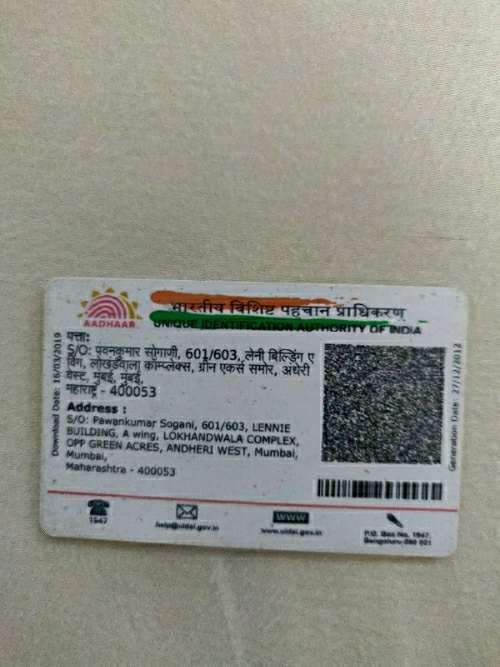 AADHAAR
भारतीय विशिष्ट पहचान प्राधिकरण
UNIQUE IDENTIFICATION AUTHORITY OF INDIA
पत्ता:
S/O: पवनकुमार सोगाणी, 601/603, लेनी बिल्डिंग ए
विंग, लोखंडवाला कॉम्प्लेक्स, ग्रीन एकर्स समोर, अंधेरी
वेस्ट, मुंबई, मुंबई,
महाराष्ट्र - 400053
Address :
S/O: Pawankumar Sogani, 601/603, LENNIE
BUILDING, A wing, LOKHANDWALA COMPLEX,
OPP GREEN ACRES, ANDHERI WEST, Mumbai,
Mumbai,
Maharashtra - 400053
Download Date: 16/03/2019
Generation Date: 27/12/2012
1947
help@uidai.gov.in
www
www.uidai.gov.in
P.O. Box No. 1947,
Bengaluru-560 001